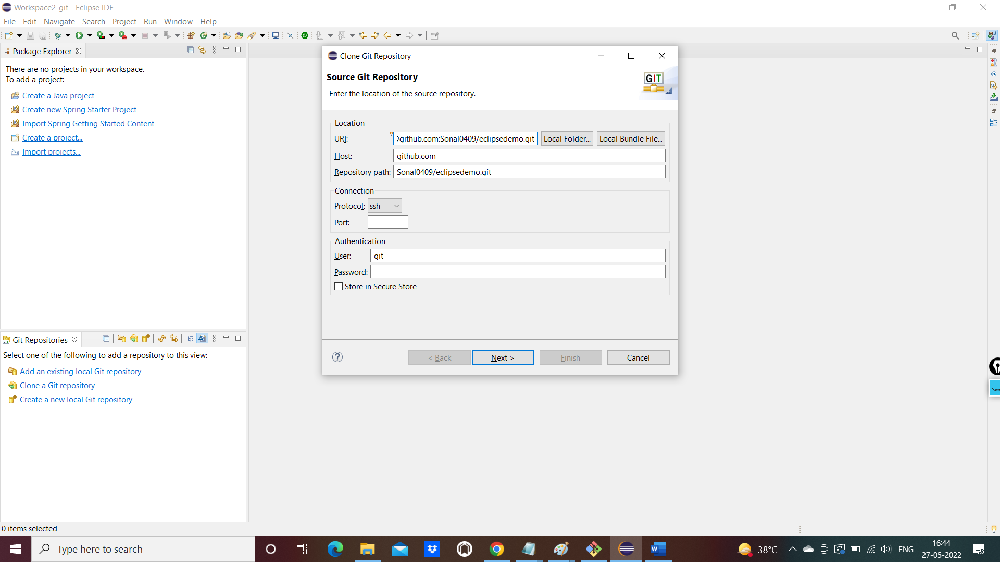 Workspace2-git - Eclipse IDE
File Edit Navigate Search Project Run Window Help
Package Explorer
There are no projects in your workspace.
To add a project:
Create a Java project
Create new Spring Starter Project
Import Spring Getting Started Content
Create a project...
Import projects...
Clone Git Repository
Source Git Repository
Enter the location of the source repository.
GIT
Location
URI: @github.com:Sonal0409/eclipsedemo.git Local Folder... Local Bundle File...
Host: github.com
Repository path: Sonal0409/eclipsedemo.git
Connection
Protocol: ssh
Port:
Authentication
User: git
Password:
Store in Secure Store
< Back Next > Finish Cancel
Git Repositories
Select one of the following to add a repository to this view:
Add an existing local Git repository
Clone a Git repository
Create a new local Git repository
0 items selected
Type here to search
38°C
ENG
16:44
27-05-2022